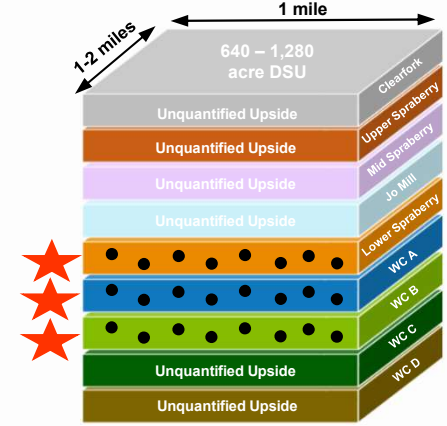 1 mile
1-2 miles
640 – 1,280
acre DSU
Clearfork
Unquantified Upside
Upper Spraberry
Unquantified Upside
Mid Spraberry
Unquantified Upside
Jo Mill
Unquantified Upside
Lower Spraberry
WC A
WC B
WC C
Unquantified Upside
WC D
Unquantified Upside